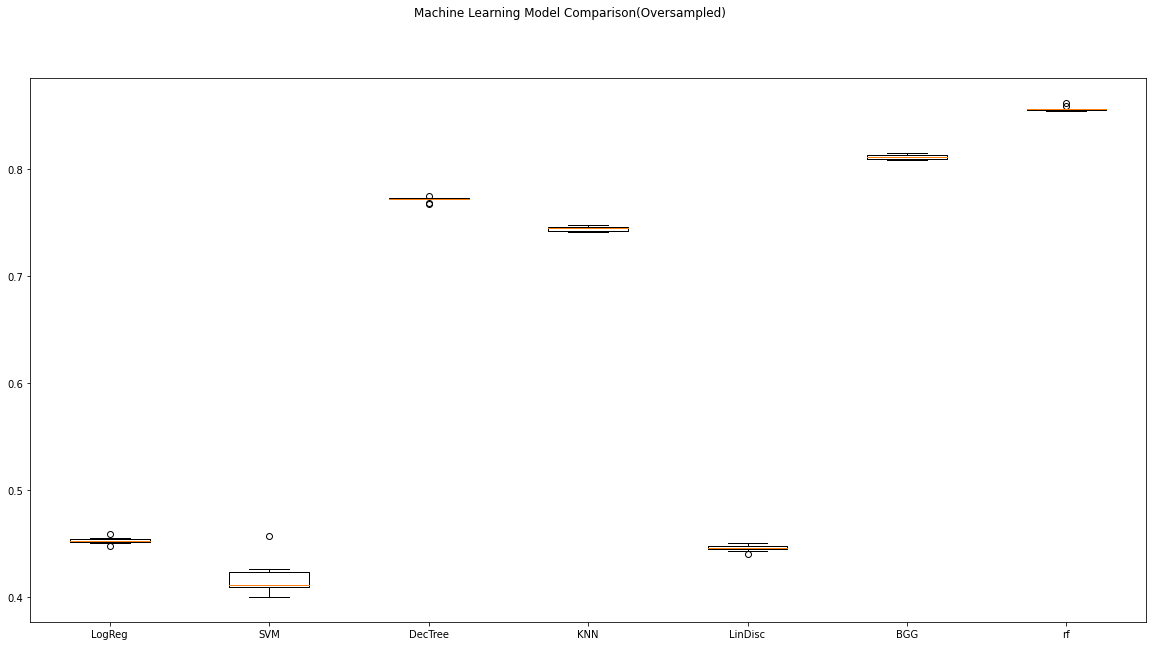 Machine Learning Model Comparison(Oversampled)
0.8
0.7
0.6
0.5
0.4
LogReg SVM DecTree KNN LinDisc BGG rf